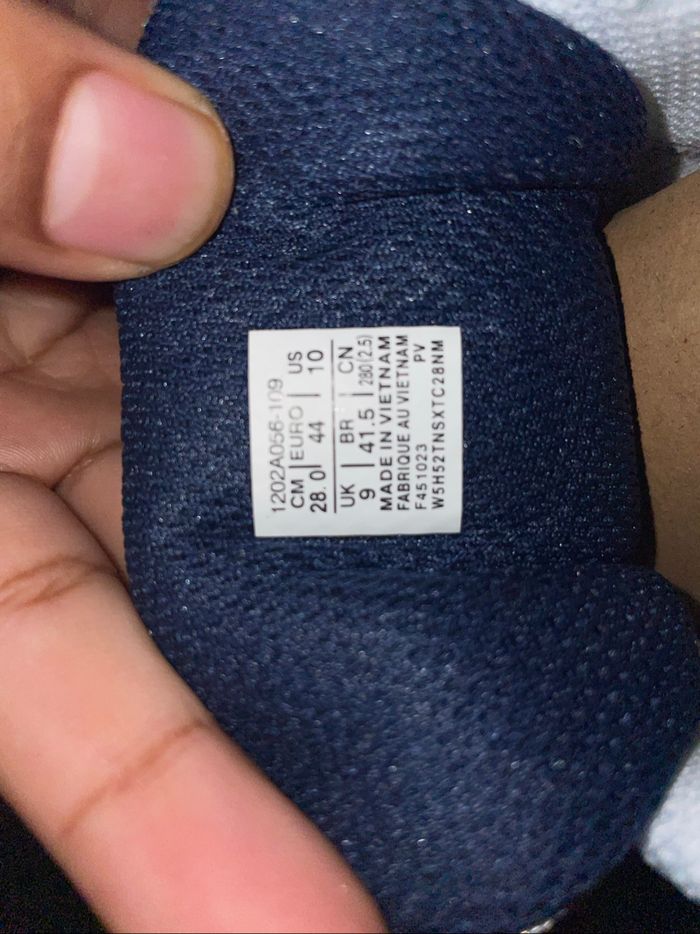 1202A056-109
CM | EURO | US
28.0 | 44 | 10
UK | BR | CN
9 | 41.5 | 280(2.5)
MADE IN VIETNAM
FABRIQUE AU VIETNAM
F451023 PV
W5H52TNSXTC28NM